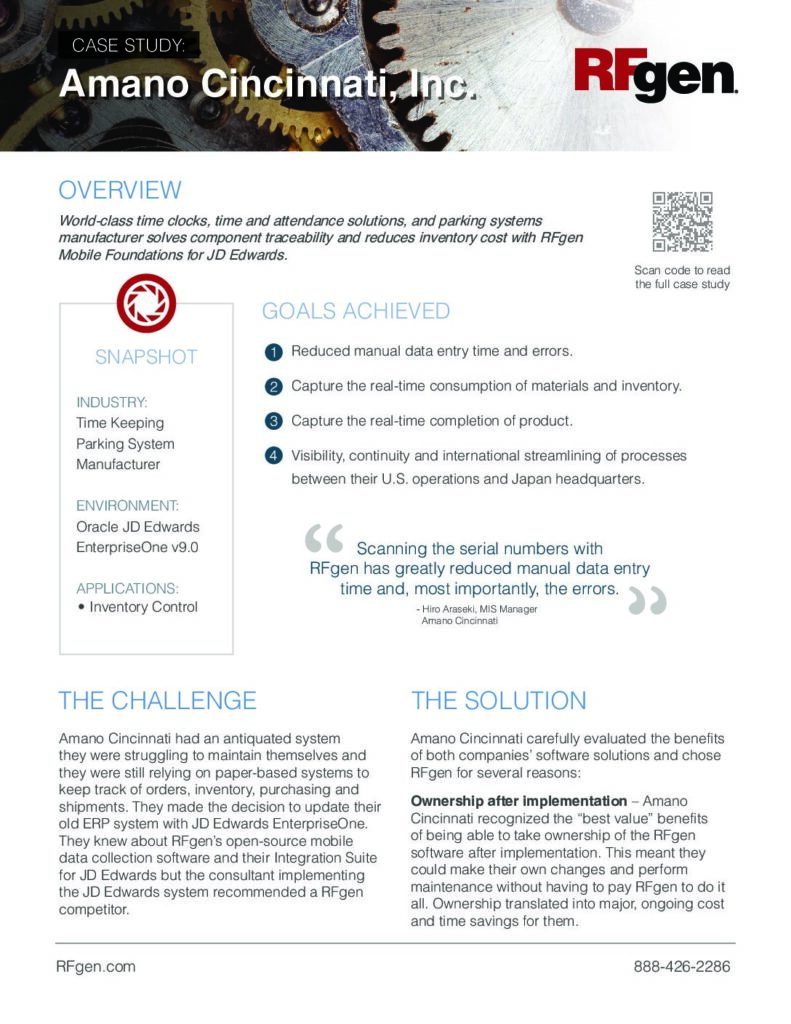 CASE STUDY:
Amano Cincinnati, Inc.
RFgen.
OVERVIEW
World-class time clocks, time and attendance solutions, and parking systems
manufacturer solves component traceability and reduces inventory cost with RFgen
Mobile Foundations for JD Edwards.
Scan code to read
the full case study
SNAPSHOT
INDUSTRY:
Time Keeping
Parking System
Manufacturer
ENVIRONMENT:
Oracle JD Edwards
EnterpriseOne v9.0
APPLICATIONS:
• Inventory Control
GOALS ACHIEVED
1 Reduced manual data entry time and errors.
2 Capture the real-time consumption of materials and inventory.
3 Capture the real-time completion of product.
4 Visibility, continuity and international streamlining of processes
between their U.S. operations and Japan headquarters.
“ Scanning the serial numbers with
RFgen has greatly reduced manual data entry
time and, most importantly, the errors. ”
- Hiro Araseki, MIS Manager
Amano Cincinnati
THE CHALLENGE
Amano Cincinnati had an antiquated system
they were struggling to maintain themselves and
they were still relying on paper-based systems to
keep track of orders, inventory, purchasing and
shipments. They made the decision to update their
old ERP system with JD Edwards EnterpriseOne.
They knew about RFgen’s open-source mobile
data collection software and their Integration Suite
for JD Edwards but the consultant implementing
the JD Edwards system recommended a RFgen
competitor.
THE SOLUTION
Amano Cincinnati carefully evaluated the benefits
of both companies’ software solutions and chose
RFgen for several reasons:
Ownership after implementation – Amano
Cincinnati recognized the “best value” benefits
of being able to take ownership of the RFgen
software after implementation. This meant they
could make their own changes and perform
maintenance without having to pay RFgen to do it
all. Ownership translated into major, ongoing cost
and time savings for them.
RFgen.com
888-426-2286